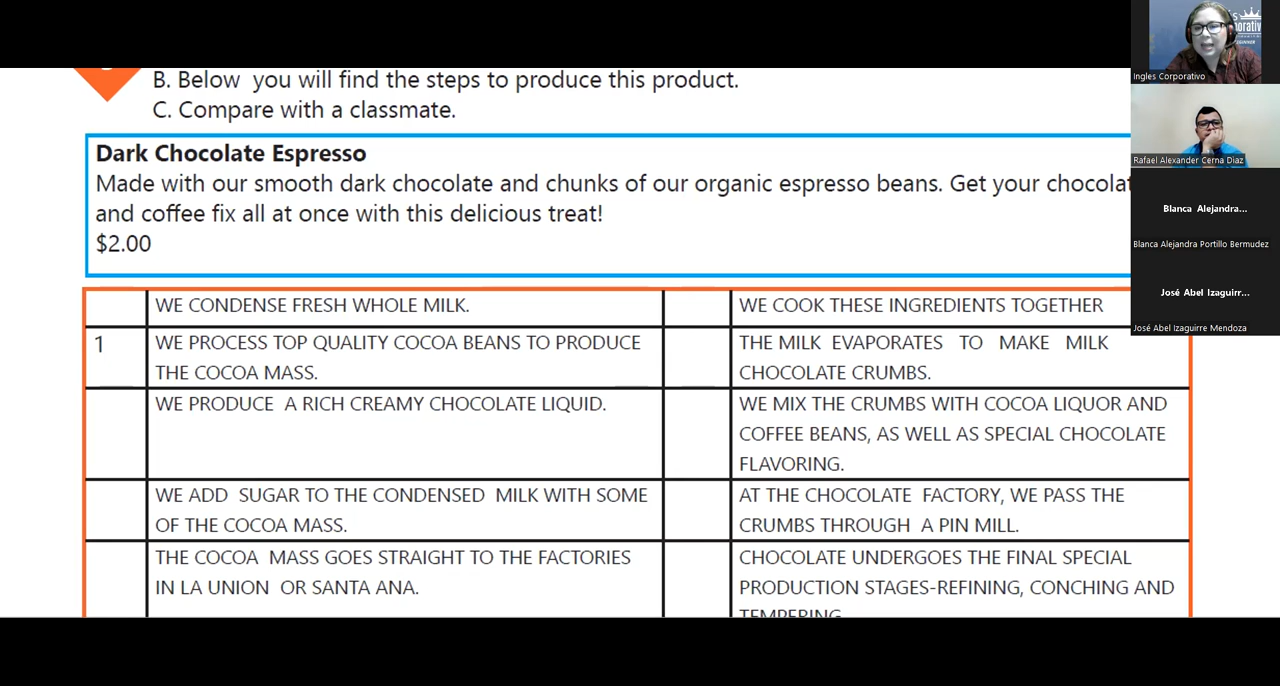 B. Below you will find the steps to produce this product.
C. Compare with a classmate.
Dark Chocolate Espresso
Made with our smooth dark chocolate and chunks of our organic espresso beans. Get your
and coffee fix all at once with this delicious treat!
$2.00
WE CONDENSE FRESH WHOLE MILK.
1
WE PROCESS TOP QUALITY COCOA BEANS TO PRODUCE
THE COCOA MASS.
WE PRODUCE A RICH CREAMY CHOCOLATE LIQUID.
WE ADD SUGAR TO THE CONDENSED MILK WITH SOME
OF THE COCOA MASS.
THE COCOA MASS GOES STRAIGHT TO THE FACTORIES
IN LA UNION OR SANTA ANA.
WE COOK THESE INGREDIENTS TOGETHER
THE MILK EVAPORATES TO MAKE MILK
CHOCOLATE CRUMBS.
WE MIX THE CRUMBS WITH COCOA LIQUOR AND
COFFEE BEANS, AS WELL AS SPECIAL CHOCOLATE
FLAVORING.
AT THE CHOCOLATE FACTORY, WE PASS THE
CRUMBS THROUGH A PIN MILL.
CHOCOLATE UNDERGOES THE FINAL SPECIAL
PRODUCTION STAGES-REFINING, CONCHING AND
TEMPERING
Ingles Corporativo
Rafael Alexander Cerna Diaz
Blanca Alejandra...
Blanca Alejandra Portillo Bermudez
José Abel Izaguirr...
José Abel Izaguirre Mendoza